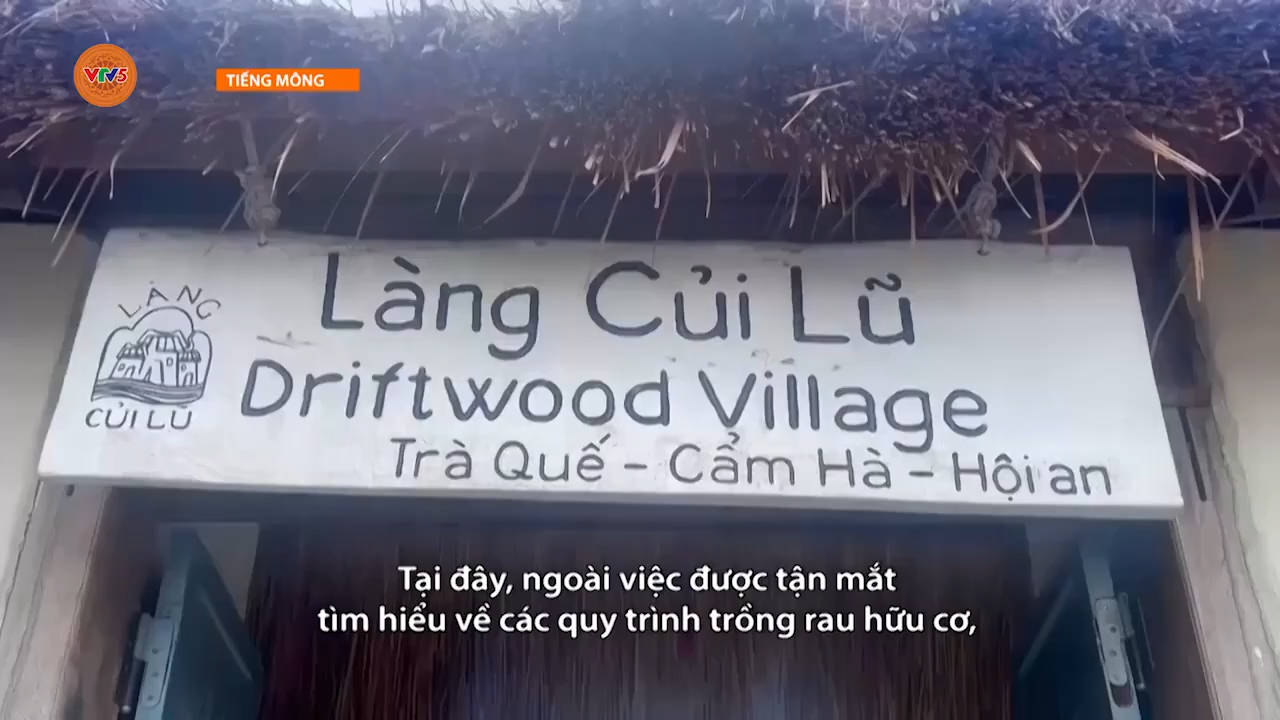 VTV5
TIẾNG MÔNG
Làng Củi Lũ
LÀNG
CỦI LŨ
Driftwood Village
Trà Quế - Cẩm Hà - Hội an
Tại đây, ngoài việc được tận mắt
tìm hiểu về các quy trình trồng rau hữu cơ,